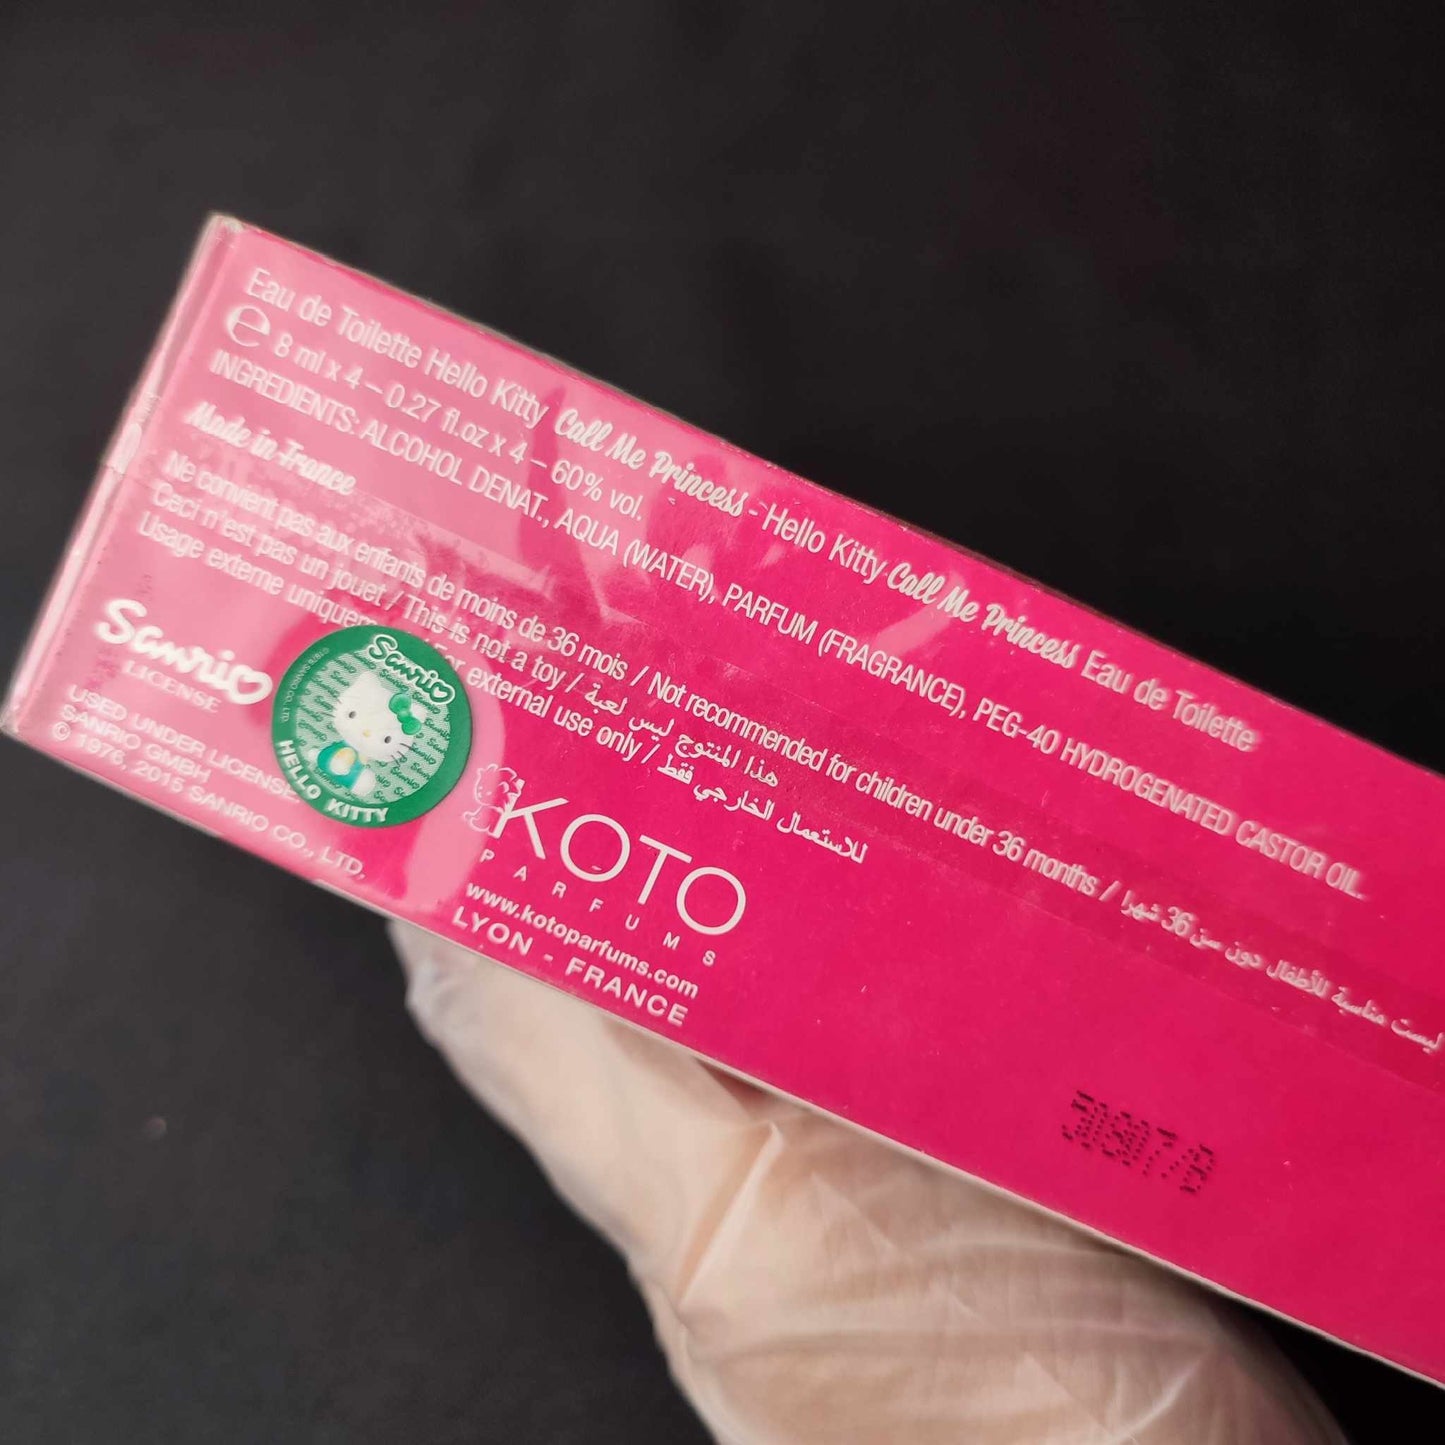 Eau de Toilette Hello Kitty Call Me Princess - Hello Kitty Call Me Princess Eau de Toilette
e 8 ml x 4 – 0.27 fl.oz x 4 – 60% vol.
INGREDIENTS: ALCOHOL DENAT., AQUA (WATER), PARFUM (FRAGRANCE), PEG-40 HYDROGENATED CASTOR OIL.
Made in France
Ne convient pas aux enfants de moins de 36 mois / Not recommended for children under 36 months / ليست مناسبة للأطفال دون سن 36 شهرا
Ceci n'est pas un jouet / This is not a toy / هذا المنتوج ليس لعبة
Usage externe For external use only / للاستعمال الخارجي فقط
Sanrio
LICENSE
USED UNDER LICENSE
SANRIO GMBH
© 1976, 2015 SANRIO CO., LTD.
Sanrio
HELLO KITTY
KOTO
PARFUMS
www.kotoparfums.com
LYON - FRANCE